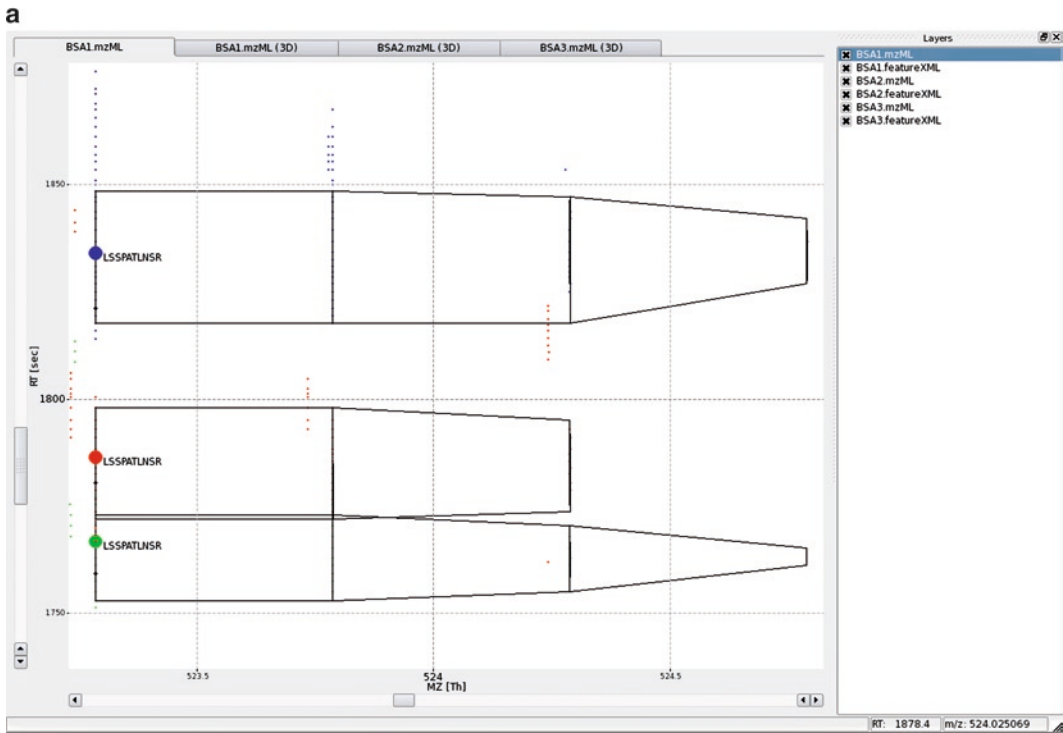 a
BSA1.mzML
BSA1.mzML (3D)
BSA2.mzML (3D)
BSA3.mzML (3D)
Layers
BSA1.mzML
BSA1.featureXML
BSA2.mzML
BSA2.featureXML
BSA3.mzML
BSA3.featureXML
1850
LSSPATLNSR
RT [sec]
1800
LSSPATLNSR
LSSPATLNSR
1750
523.5
524
524.5
MZ [Th]
RT: 1878.4
m/z: 524.025069